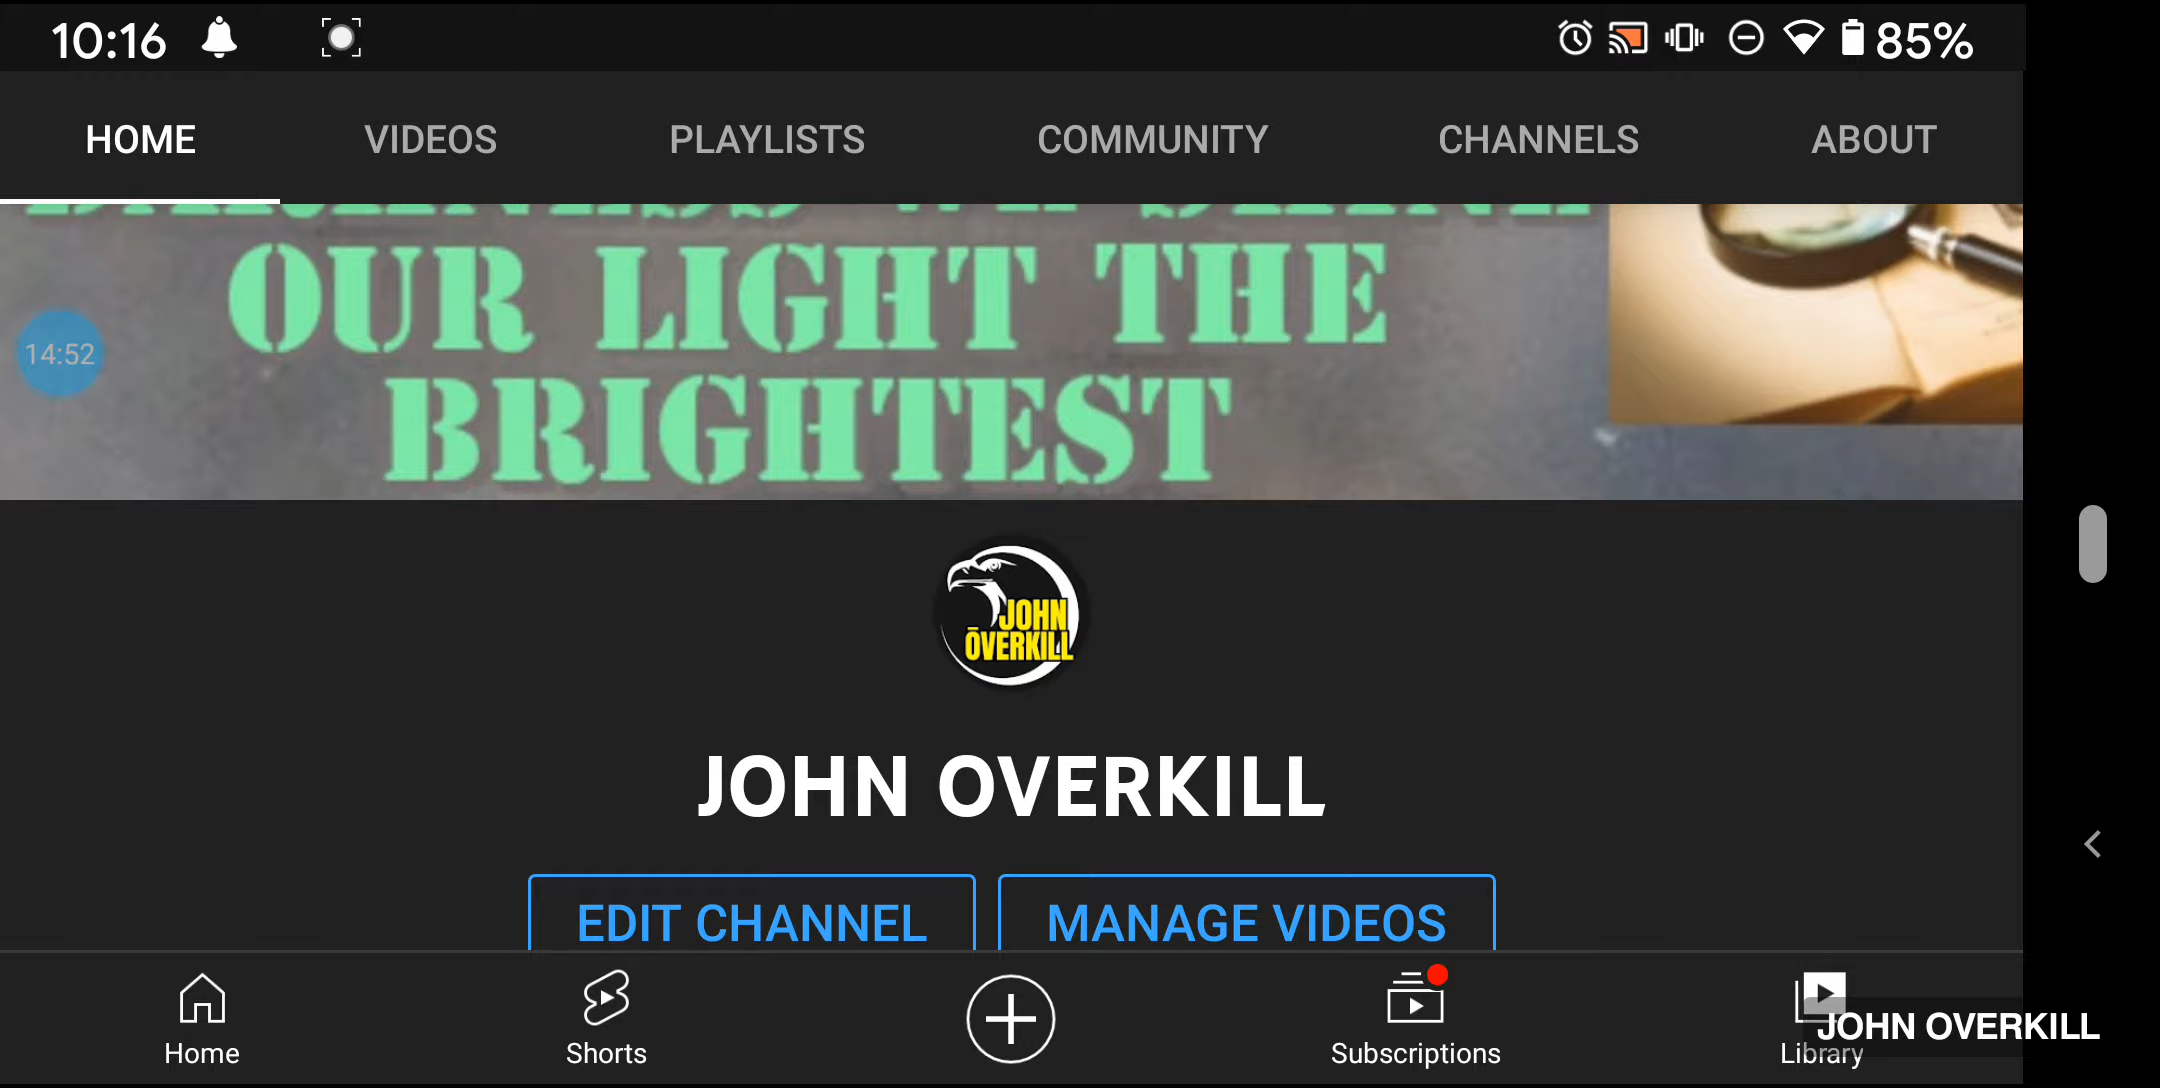 10:16 85%
HOME VIDEOS PLAYLISTS COMMUNITY CHANNELS ABOUT
OUR LIGHT THE
BRIGHTEST
14:52
JOHN
ŌVERKILL
JOHN OVERKILL
EDIT CHANNEL MANAGE VIDEOS
Home Shorts Subscriptions Library
JOHN OVERKILL